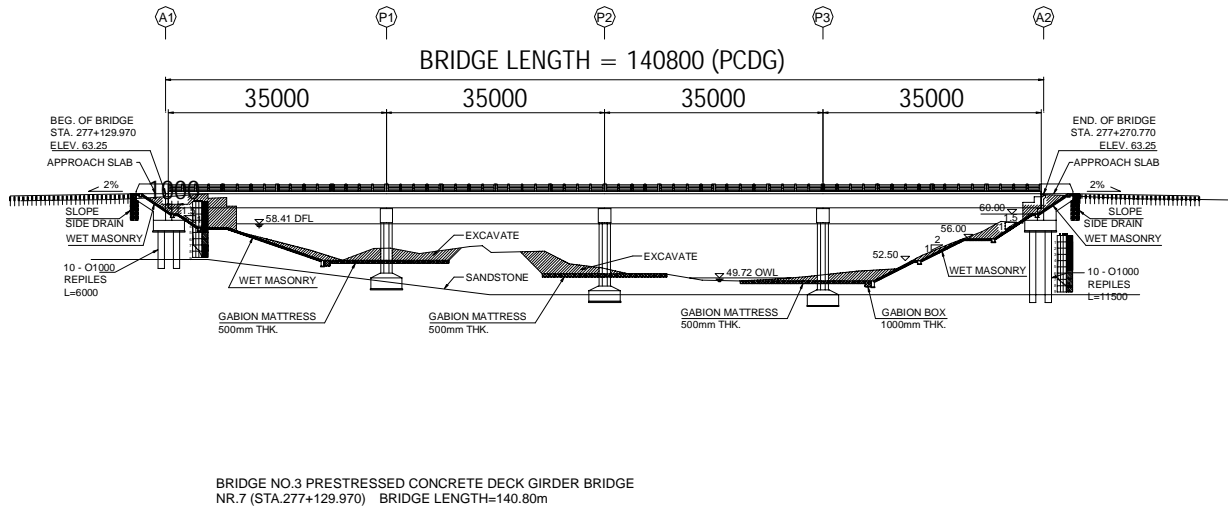 A1 P1 P2 P3 A2
BRIDGE LENGTH = 140800 (PCDG)
35000 35000 35000 35000
BEG. OF BRIDGE
STA. 277+129.970
ELEV. 63.25
APPROACH SLAB
END. OF BRIDGE
STA. 277+270.770
ELEV. 63.25
APPROACH SLAB
2%
1000
2%
SLOPE
SIDE DRAIN
WET MASONRY
58.41 DFL
60.00
1.5
1
56.00
2
1
52.50
SLOPE
SIDE DRAIN
WET MASONRY
EXCAVATE
EXCAVATE
10 - O1000
REPILES
L=6000
WET MASONRY
SANDSTONE
49.72 OWL
WET MASONRY
10 - O1000
REPILES
L=11500
GABION MATTRESS
500mm THK.
GABION MATTRESS
500mm THK.
GABION MATTRESS
500mm THK.
GABION BOX
1000mm THK.
BRIDGE NO.3 PRESTRESSED CONCRETE DECK GIRDER BRIDGE
NR.7 (STA.277+129.970) BRIDGE LENGTH=140.80m